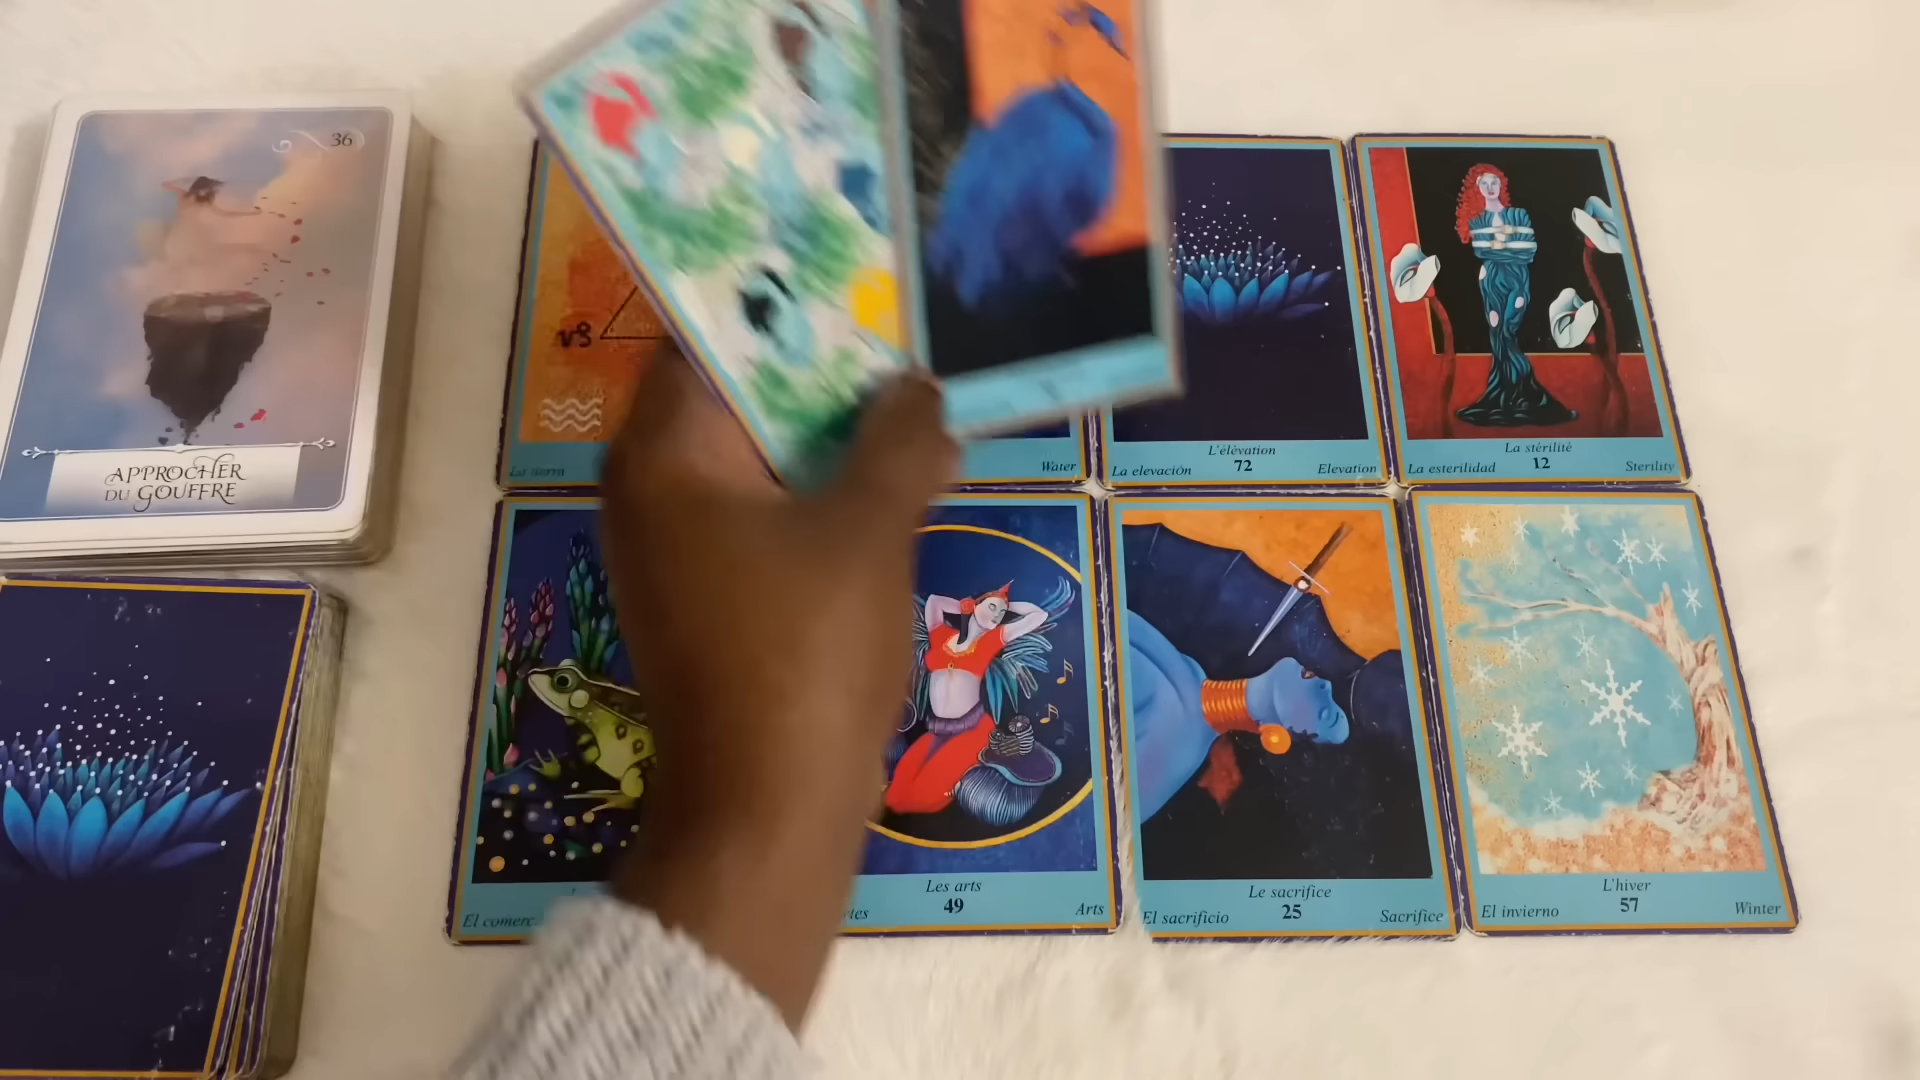 36
APPROCHER
DU GOUFFRE
La tierra
Water
L'élévation
La elevación 72 Elevation
La stérilité
La esterilidad 12 Sterility
El comerc
Les arts
49 Arts
Le sacrifice
El sacrificio 25 Sacrifice
L'hiver
El invierno 57 Winter